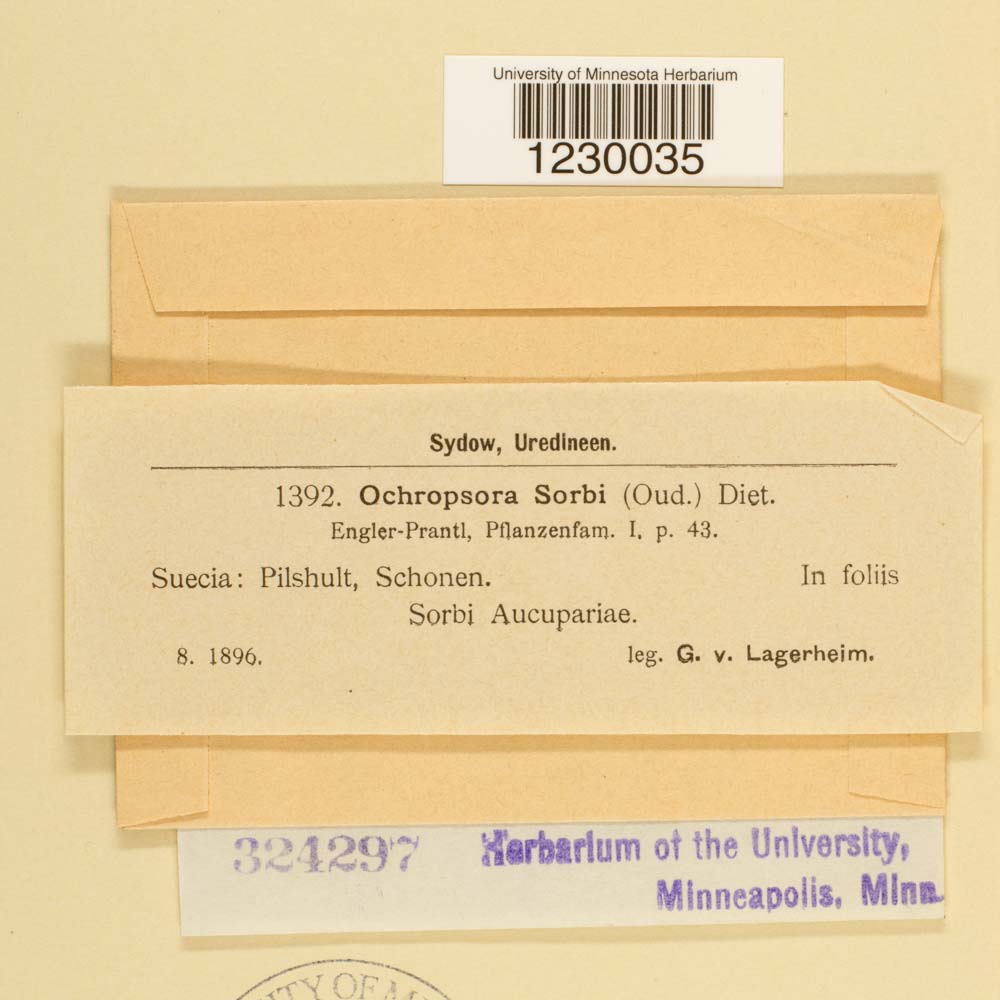 University of Minnesota Herbarium
1230035
Sydow, Uredineen.
1392. Ochropsora Sorbi (Oud.) Diet.
Engler-Prantl, Pflanzenfam. I, p. 43.
Suecia: Pilshult, Schonen. In foliis
Sorbi Aucupariae.
8. 1896. leg. G. v. Lagerheim.
324297 Herbarium of the University,
Minneapolis, Minn.
OF